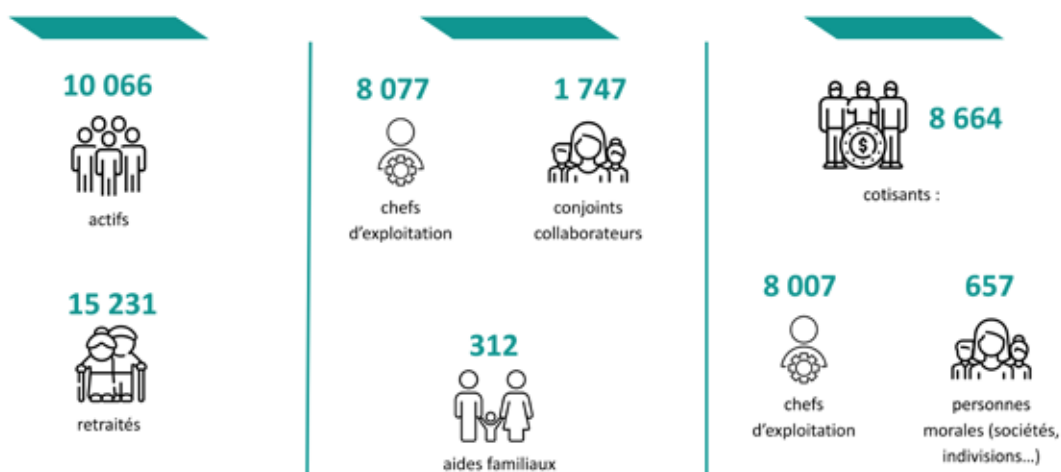 10 066
actifs
15 231
retraités
8 077
chefs
d'exploitation
1 747
conjoints
collaborateurs
312
aides familiaux
$
8 664
cotisants :
8 007
chefs
d'exploitation
657
personnes
morales (sociétés,
indivisions...)